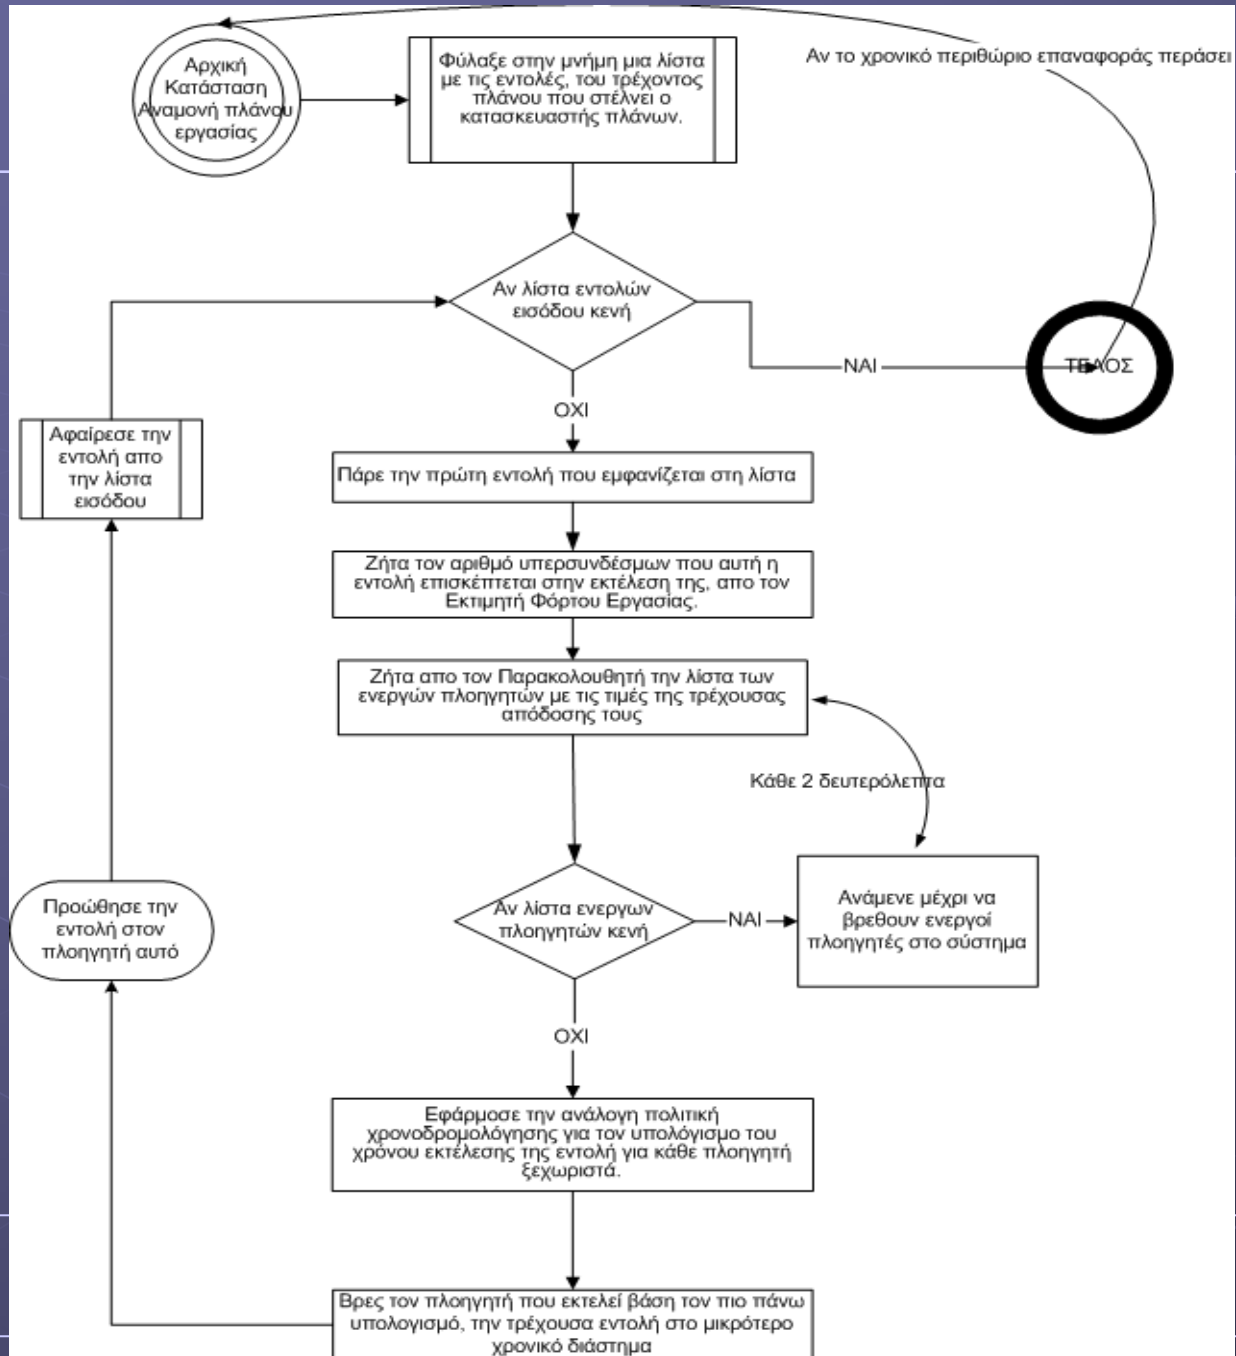 Αρχική
Κατάσταση
Αναμονή πλάνου
εργασίας
Φύλαξε στην μνήμη μια λίστα
με τις εντολές, του τρέχοντος
πλάνου που στέλνει ο
κατασκευαστής πλάνων.
Αν το χρονικό περιθώριο επαναφοράς περάσει
Αν λίστα εντολών
εισόδου κενή
ΝΑΙ
ΤΕΛΟΣ
ΟΧΙ
Αφαίρεσε την
εντολή απο
την λίστα
εισόδου
Πάρε την πρώτη εντολή που εμφανίζεται στη λίστα
Ζήτα τον αριθμό υπερσυνδέσμων που αυτή η
εντολή επισκέπτεται στην εκτέλεση της, απο τον
Εκτιμητή Φόρτου Εργασίας.
Ζήτα απο τον Παρακολουθητή την λίστα των
ενεργών πλοηγητών με τις τιμές της τρέχουσας
απόδοσης τους
Κάθε 2 δευτερόλεπτα
Προώθησε την
εντολή στον
πλοηγητή αυτό
Αν λίστα ενεργων
πλοηγητών κενή
ΝΑΙ
Ανάμενε μέχρι να
βρεθουν ενεργοί
πλοηγητές στο σύστημα
ΟΧΙ
Εφάρμοσε την ανάλογη πολιτική
χρονοδρομολόγησης για τον υπολόγισμο του
χρόνου εκτέλεσης της εντολή για κάθε πλοηγητή
ξεχωριστά.
Βρες τον πλοηγητή που εκτελεί βάση τον πιο πάνω
υπολογισμό, την τρέχουσα εντολή στο μικρότερο
χρονικό διάστημα